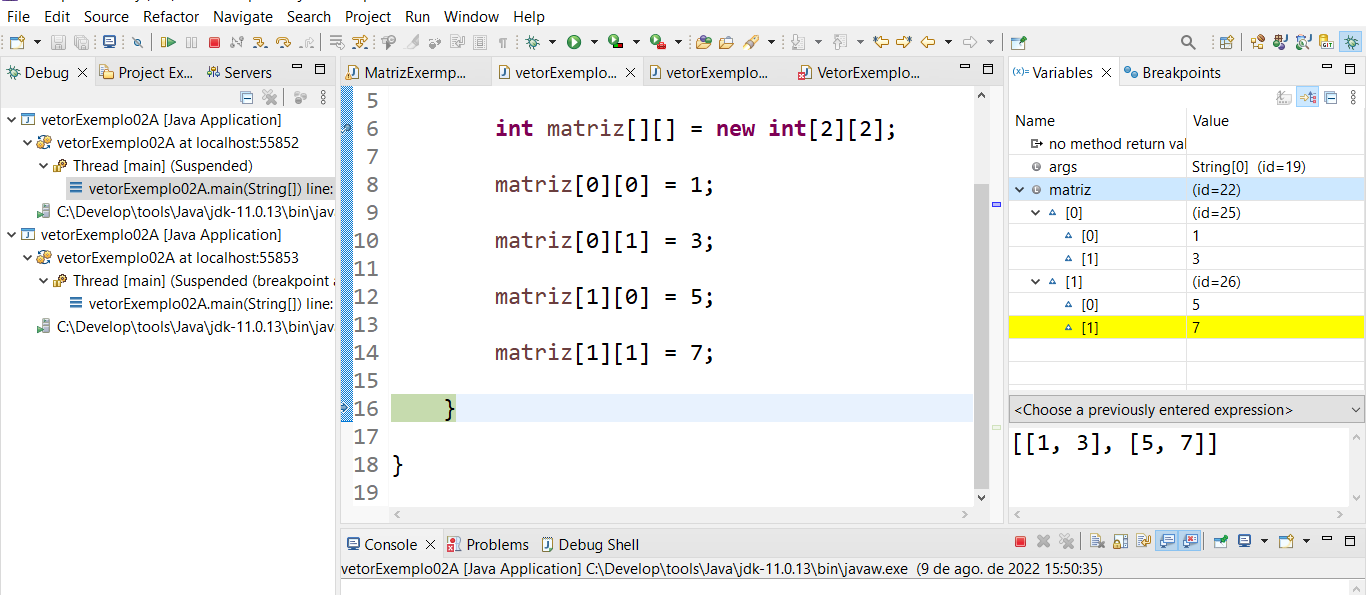 File Edit Source Refactor Navigate Search Project Run Window Help
Debug Project Ex... Servers
vetorExemplo02A [Java Application]
vetorExemplo02A at localhost:55852
Thread [main] (Suspended)
vetorExemplo02A.main(String[]) line:
C:\Develop\tools\Java\jdk-11.0.13\bin\jav
vetorExemplo02A [Java Application]
vetorExemplo02A at localhost:55853
Thread [main] (Suspended (breakpoint
vetorExemplo02A.main(String[]) line:
C:\Develop\tools\Java\jdk-11.0.13\bin\jav
MatrizExermp... vetorExemplo... vetorExemplo... VetorExemplo...
5
6 int matriz[][] = new int[2][2];
7
8 matriz[0][0] = 1;
9
10 matriz[0][1] = 3;
11
12 matriz[1][0] = 5;
13
14 matriz[1][1] = 7;
15
16 }
17
18 }
19
(x)= Variables Breakpoints
Name Value
no method return val
args String[0] (id=19)
matriz (id=22)
[0] (id=25)
[0] 1
[1] 3
[1] (id=26)
[0] 5
[1] 7
<Choose a previously entered expression>
[[1, 3], [5, 7]]
Console Problems Debug Shell
vetorExemplo02A [Java Application] C:\Develop\tools\Java\jdk-11.0.13\bin\javaw.exe (9 de ago. de 2022 15:50:35)